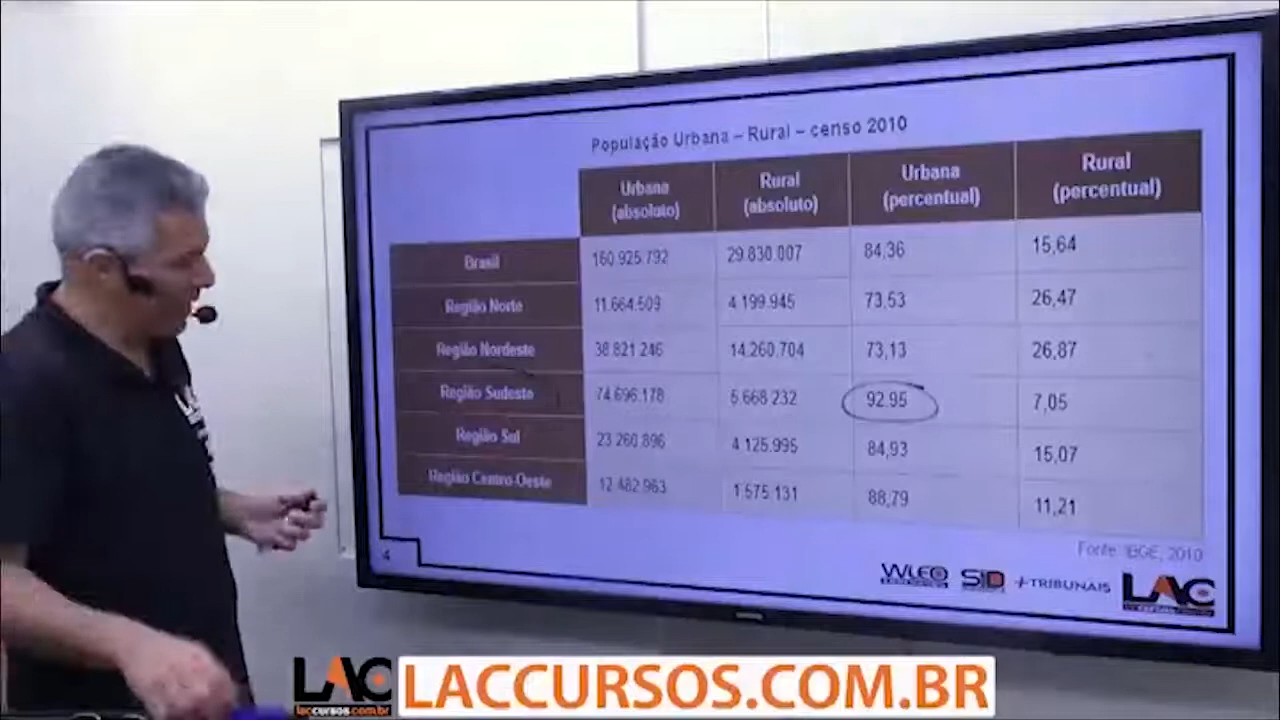 População Urbana – Rural – censo 2010
Urbana (absoluto) Rural (absoluto) Urbana (percentual) Rural (percentual)
Brasil 160.925.792 29.830.007 84,36 15,64
Região Norte 11.664.509 4.199.945 73,53 26,47
Região Nordeste 38.821.246 14.260.704 73,13 26,87
Região Sudeste 74.696.178 5.668.232 92,95 7,05
Região Sul 23.260.896 4.125.995 84,93 15,07
Região Centro-Oeste 12.482.963 1.575.131 88,79 11,21
Fonte: IBGE, 2010
4
WLEO SID +TRIBUNAIS LAC
LAC
laccursos.com.br
LACCURSOS.COM.BR